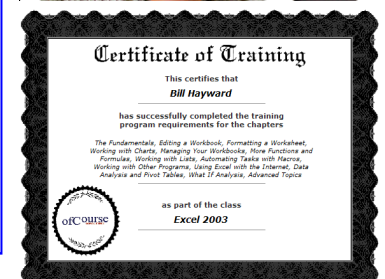 Certificate of Training
This certifies that
Bill Hayward
has successfully completed the training
program requirements for the chapters
The Fundamentals, Editing a Workbook, Formatting a Worksheet,
Working with Charts, Managing Your Workbooks, More Functions and
Formulas, Working with Lists, Automating Tasks with Macros,
Working with Other Programs, Using Excel with the Internet, Data
Analysis and Pivot Tables, What If Analysis, Advanced Topics
as part of the class
Excel 2003
ofCourse